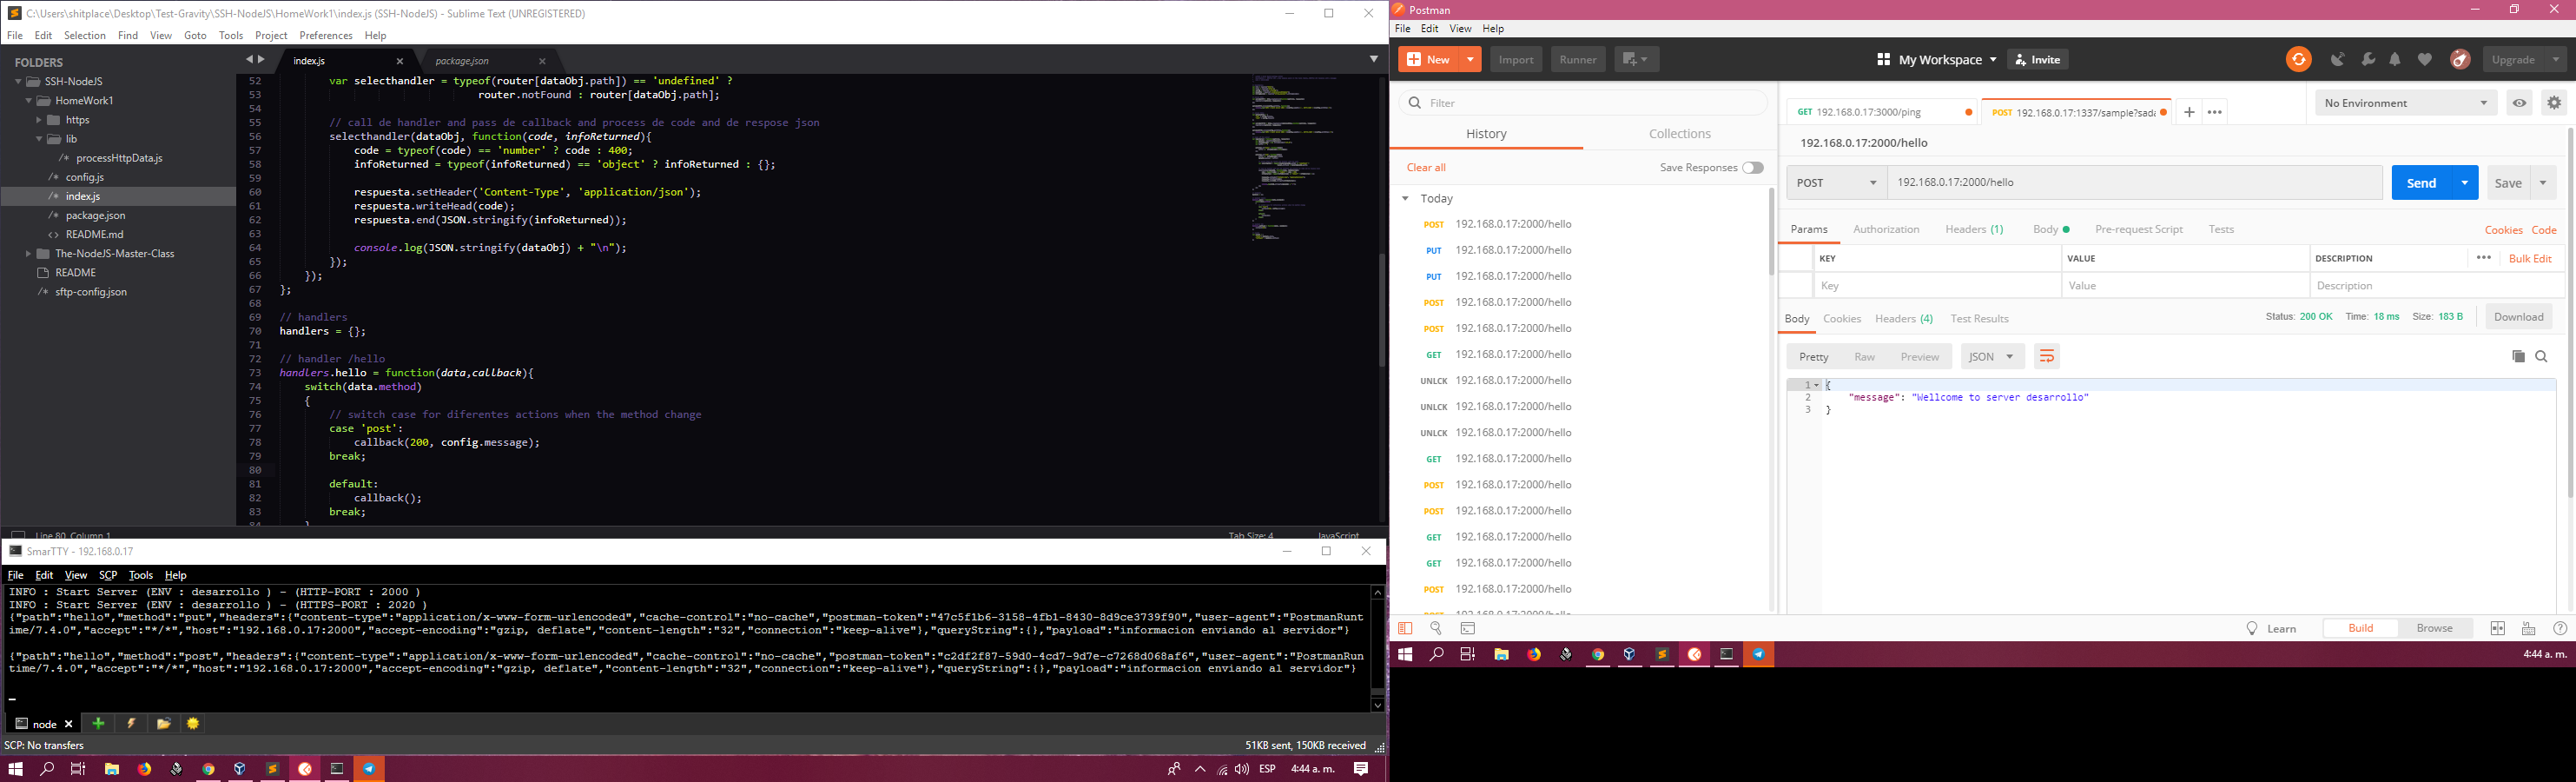 C:\Users\shitplace\Desktop\Test-Gravity\SSH-NodeJS\HomeWork1\index.js (SSH-NodeJS) - Sublime Text (UNREGISTERED)
File Edit Selection Find View Goto Tools Project Preferences Help
FOLDERS
SSH-NodeJS
HomeWork1
https
lib
processHttpData.js
config.js
index.js
package.json
README.md
The-NodeJS-Master-Class
README
sftp-config.json
index.js package.json
52 var selecthandler = typeof(router[dataObj.path]) == 'undefined' ?
53 router.notFound : router[dataObj.path];
54
55 // call de handler and pass de callback and process de code and de respose json
56 selecthandler(dataObj, function(code, infoReturned){
57 code = typeof(code) == 'number' ? code : 400;
58 infoReturned = typeof(infoReturned) == 'object' ? infoReturned : {};
59
60 respuesta.setHeader('Content-Type', 'application/json');
61 respuesta.writeHead(code);
62 respuesta.end(JSON.stringify(infoReturned));
63
64 console.log(JSON.stringify(dataObj) + "\n");
65 });
66 });
67 };
68
69 // handlers
70 handlers = {};
71
72 // handler /hello
73 handlers.hello = function(data,callback){
74 switch(data.method)
75 {
76 // switch case for diferentes actions when the method change
77 case 'post':
78 callback(200, config.message);
79 break;
80
81 default:
82 callback();
83 break;
84 }
Line 80, Column 1 Tab Size: 4 JavaScript
SmarTTY - 192.168.0.17
File Edit View SCP Tools Help
INFO : Start Server (ENV : desarrollo ) - (HTTP-PORT : 2000 )
INFO : Start Server (ENV : desarrollo ) - (HTTPS-PORT : 2020 )
{"path":"hello","method":"put","headers":{"content-type":"application/x-www-form-urlencoded","cache-control":"no-cache","postman-token":"47c5f1b6-3158-4fb1-8430-8d9ce3739f90","user-agent":"PostmanRunt
ime/7.4.0","accept":"*/*","host":"192.168.0.17:2000","accept-encoding":"gzip, deflate","content-length":"32","connection":"keep-alive"},"queryString":{},"payload":"informacion enviando al servidor"}
{"path":"hello","method":"post","headers":{"content-type":"application/x-www-form-urlencoded","cache-control":"no-cache","postman-token":"c2df2f87-59d0-4cd7-9d7e-c7268d068af6","user-agent":"PostmanRun
time/7.4.0","accept":"*/*","host":"192.168.0.17:2000","accept-encoding":"gzip, deflate","content-length":"32","connection":"keep-alive"},"queryString":{},"payload":"informacion enviando al servidor"}
node
SCP: No transfers 51KB sent, 150KB received
ESP 4:44 a. m.
Postman
File Edit View Help
New Import Runner My Workspace Invite Upgrade
Filter
History Collections
Clear all Save Responses
Today
POST 192.168.0.17:2000/hello
PUT 192.168.0.17:2000/hello
PUT 192.168.0.17:2000/hello
POST 192.168.0.17:2000/hello
POST 192.168.0.17:2000/hello
GET 192.168.0.17:2000/hello
UNLCK 192.168.0.17:2000/hello
UNLCK 192.168.0.17:2000/hello
UNLCK 192.168.0.17:2000/hello
GET 192.168.0.17:2000/hello
POST 192.168.0.17:2000/hello
POST 192.168.0.17:2000/hello
GET 192.168.0.17:2000/hello
GET 192.168.0.17:2000/hello
POST 192.168.0.17:2000/hello
POST 192.168.0.17:2000/hello
GET 192.168.0.17:3000/ping POST 192.168.0.17:1337/sample?sada No Environment
192.168.0.17:2000/hello
POST 192.168.0.17:2000/hello Send Save
Params Authorization Headers (1) Body Pre-request Script Tests Cookies Code
KEY VALUE DESCRIPTION Bulk Edit
Key Value Description
Body Cookies Headers (4) Test Results Status: 200 OK Time: 18 ms Size: 183 B Download
Pretty Raw Preview JSON
1 {
2 "message": "Wellcome to server desarrollo"
3 }
Learn Build Browse
4:44 a. m.